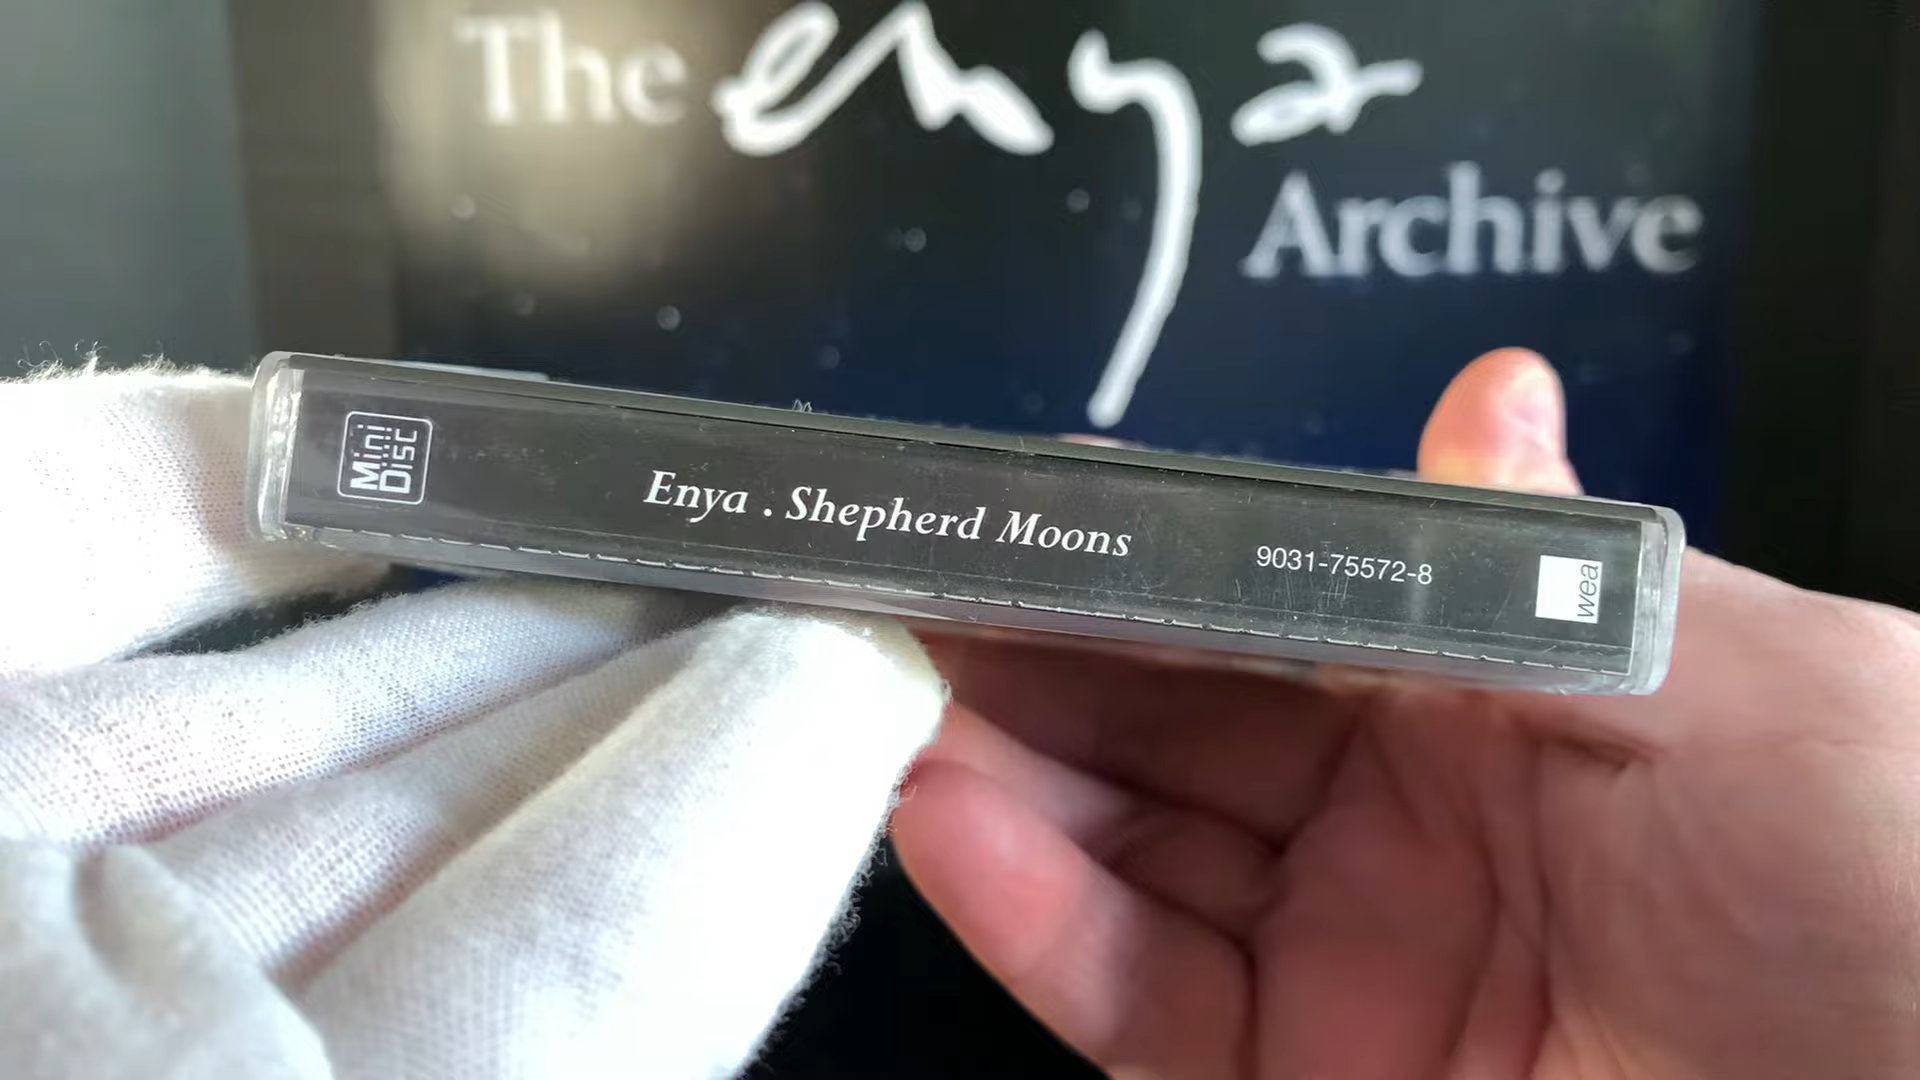 The enya
Archive
Mini
Disc
Enya . Shepherd Moons
9031-75572-8
wea